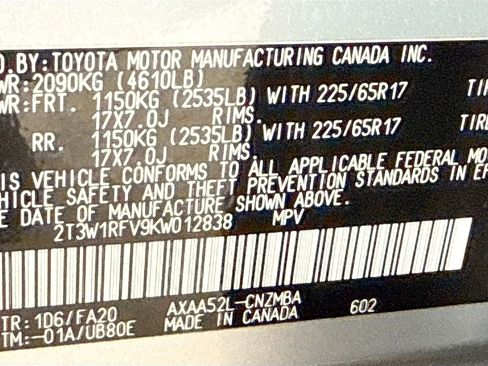 D.BY: TOYOTA MOTOR MANUFACTURING CANADA INC.
WR: 2090KG (4610LB)
WR: FRT. 1150KG (2535LB) WITH 225/65R17 TI
17X7.0J RIMS.
RR. 1150KG (2535LB) WITH 225/65R17 TIRE
17X7.0J RIMS.
IS VEHICLE CONFORMS TO ALL APPLICABLE FEDERAL MO
VEHICLE SAFETY AND THEFT PREVENTION STANDARDS IN EF
E DATE OF MANUFACTURE SHOWN ABOVE.
2T3W1RFV9KW012838 MPV
TR: 1D6/FA20 AXAA52L-CNZMBA 602
TM:-01A/UB80E MADE IN CANADA